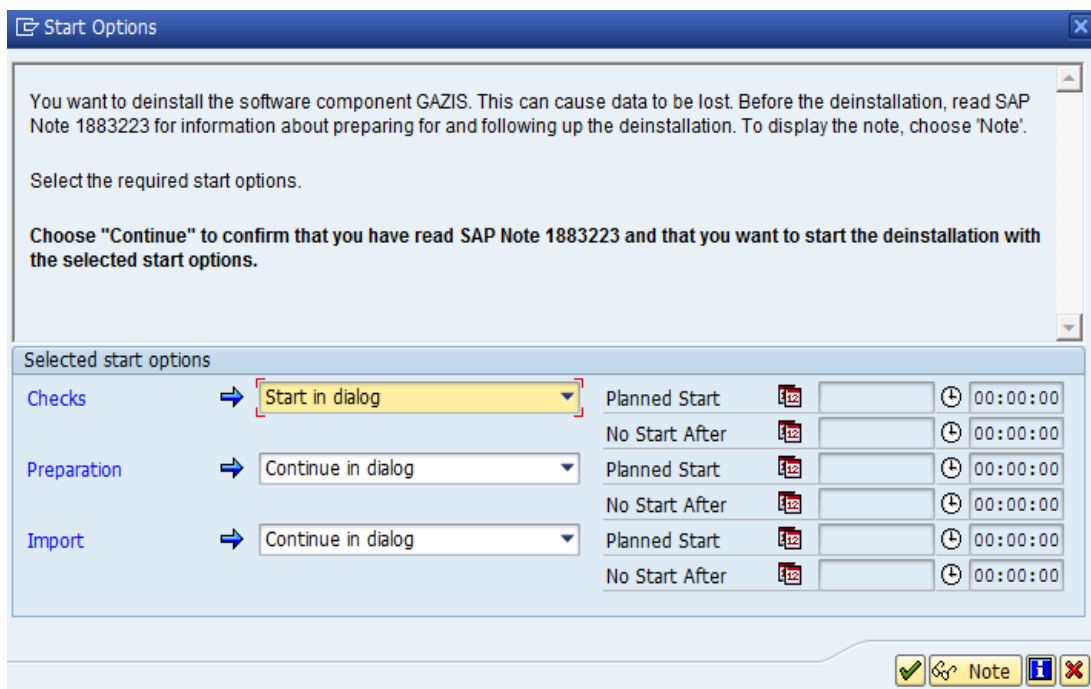 Start Options
You want to deinstall the software component GAZIS. This can cause data to be lost. Before the deinstallation, read SAP
Note 1883223 for information about preparing for and following up the deinstallation. To display the note, choose 'Note'.
Select the required start options.
Choose "Continue" to confirm that you have read SAP Note 1883223 and that you want to start the deinstallation with
the selected start options.
Selected start options
Checks Start in dialog Planned Start 12 00:00:00
No Start After 12 00:00:00
Preparation Continue in dialog Planned Start 12 00:00:00
No Start After 12 00:00:00
Import Continue in dialog Planned Start 12 00:00:00
No Start After 12 00:00:00
Note